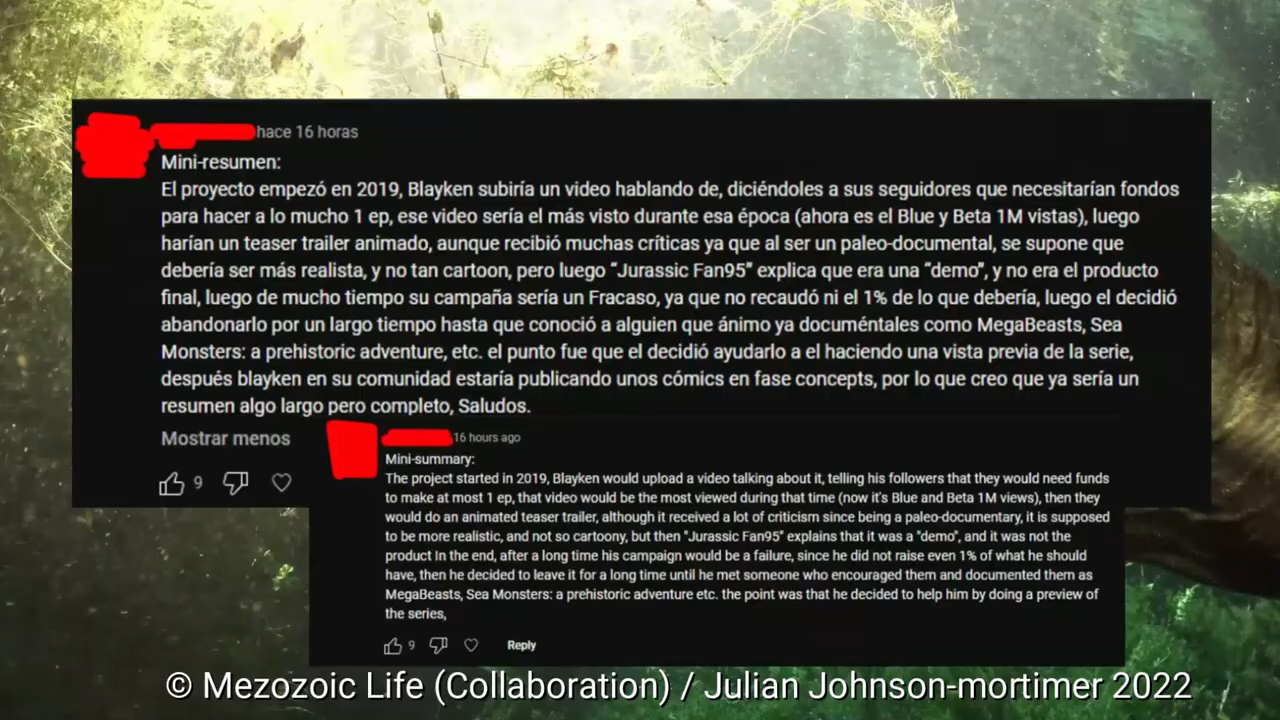 hace 16 horas
Mini-resumen:
El proyecto empezó en 2019, Blayken subiría un video hablando de, diciéndoles a sus seguidores que necesitarían fondos
para hacer a lo mucho 1 ep, ese video sería el más visto durante esa época (ahora es el Blue y Beta 1M vistas), luego
harían un teaser trailer animado, aunque recibió muchas críticas ya que al ser un paleo-documental, se supone que
debería ser más realista, y no tan cartoon, pero luego “Jurassic Fan95” explica que era una “demo”, y no era el producto
final, luego de mucho tiempo su campaña sería un Fracaso, ya que no recaudó ni el 1% de lo que debería, luego el decidió
abandonarlo por un largo tiempo hasta que conoció a alguien que ánimo ya documéntales como MegaBeasts, Sea
Monsters: a prehistoric adventure, etc. el punto fue que el decidió ayudarlo a el haciendo una vista previa de la serie,
después blayken en su comunidad estaría publicando unos cómics en fase concepts, por lo que creo que ya sería un
resumen algo largo pero completo, Saludos.
Mostrar menos
9
16 hours ago
Mini-summary:
The project started in 2019, Blayken would upload a video talking about it, telling his followers that they would need funds
to make at most 1 ep, that video would be the most viewed during that time (now it's Blue and Beta 1M views), then they
would do an animated teaser trailer, although it received a lot of criticism since being a paleo-documentary, it is supposed
to be more realistic, and not so cartoony, but then "Jurassic Fan95" explains that it was a "demo", and it was not the
product In the end, after a long time his campaign would be a failure, since he did not raise even 1% of what he should
have, then he decided to leave it for a long time until he met someone who encouraged them and documented them as
MegaBeasts, Sea Monsters: a prehistoric adventure etc. the point was that he decided to help him by doing a preview of
the series,
9 Reply
© Mezozoic Life (Collaboration) / Julian Johnson-mortimer 2022